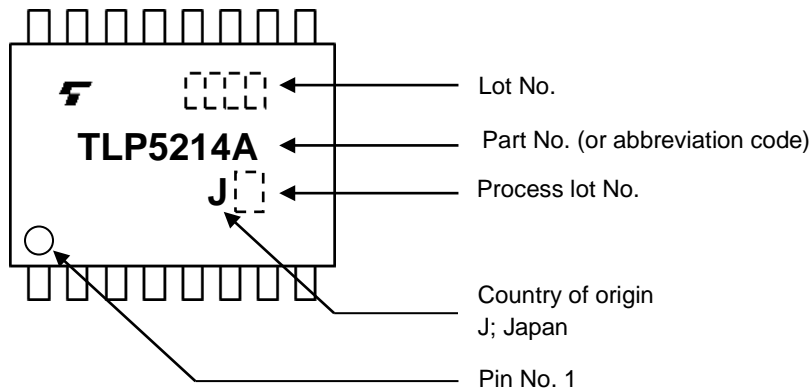 Lot No.
TLP5214A
Part No. (or abbreviation code)
J
Process lot No.
Country of origin
J; Japan
Pin No. 1